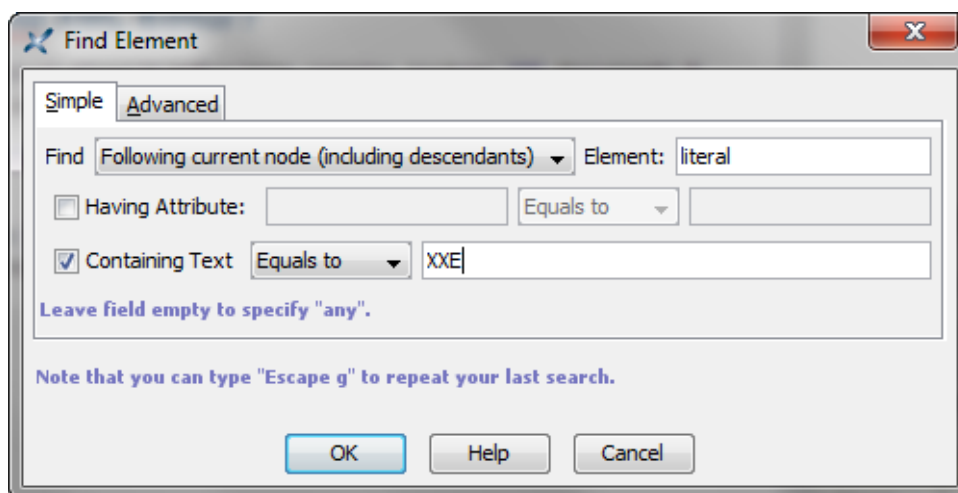 Find Element
Simple Advanced
Find Following current node (including descendants) Element: literal
Having Attribute: Equals to
Containing Text Equals to XXE
Leave field empty to specify "any".
Note that you can type "Escape g" to repeat your last search.
OK Help Cancel